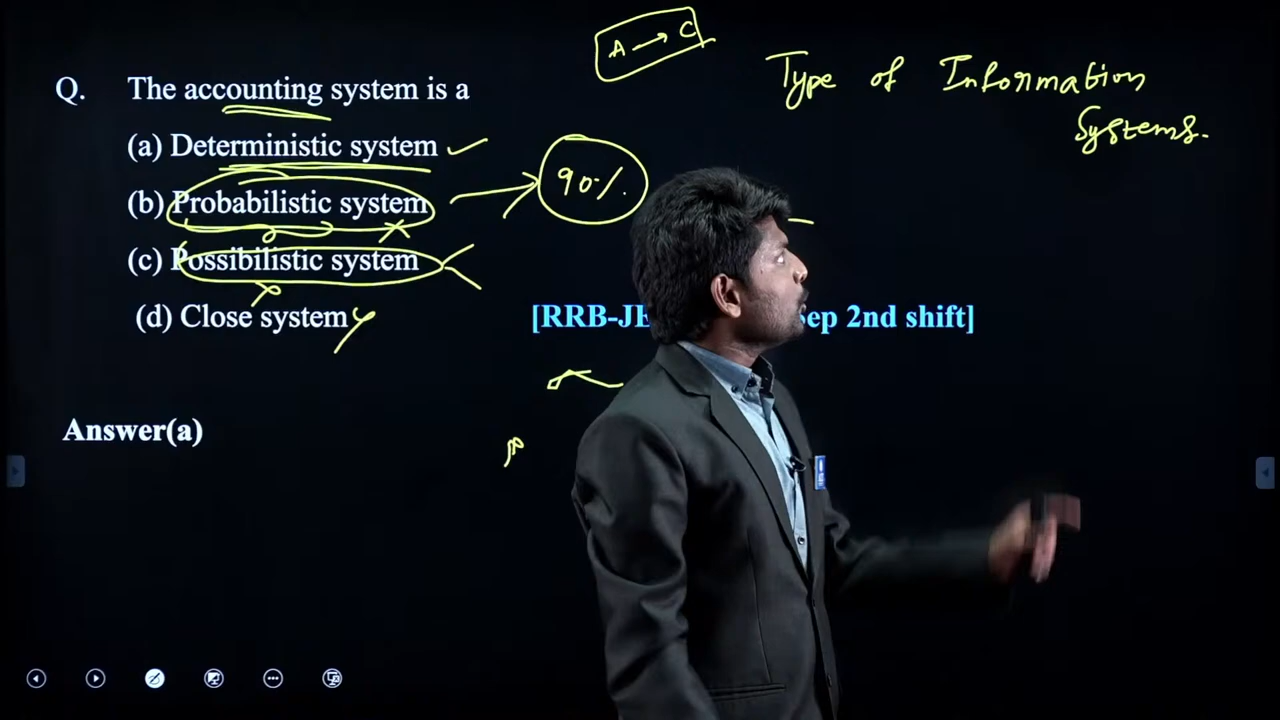 A → C
Type of Information
Systems.
Q. The accounting system is a
(a) Deterministic system
(b) Probabilistic system
90%.
(c) Possibilistic system
(d) Close system
[RRB-JE Sep 2nd shift]
Answer(a)